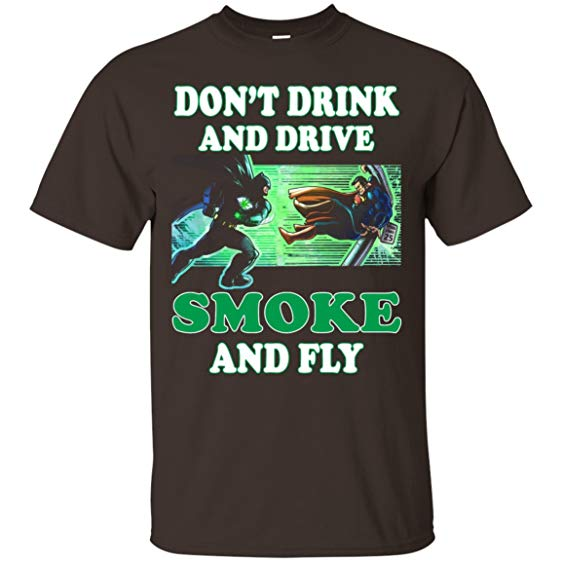 DON'T DRINK
AND DRIVE
SMOKE
AND FLY